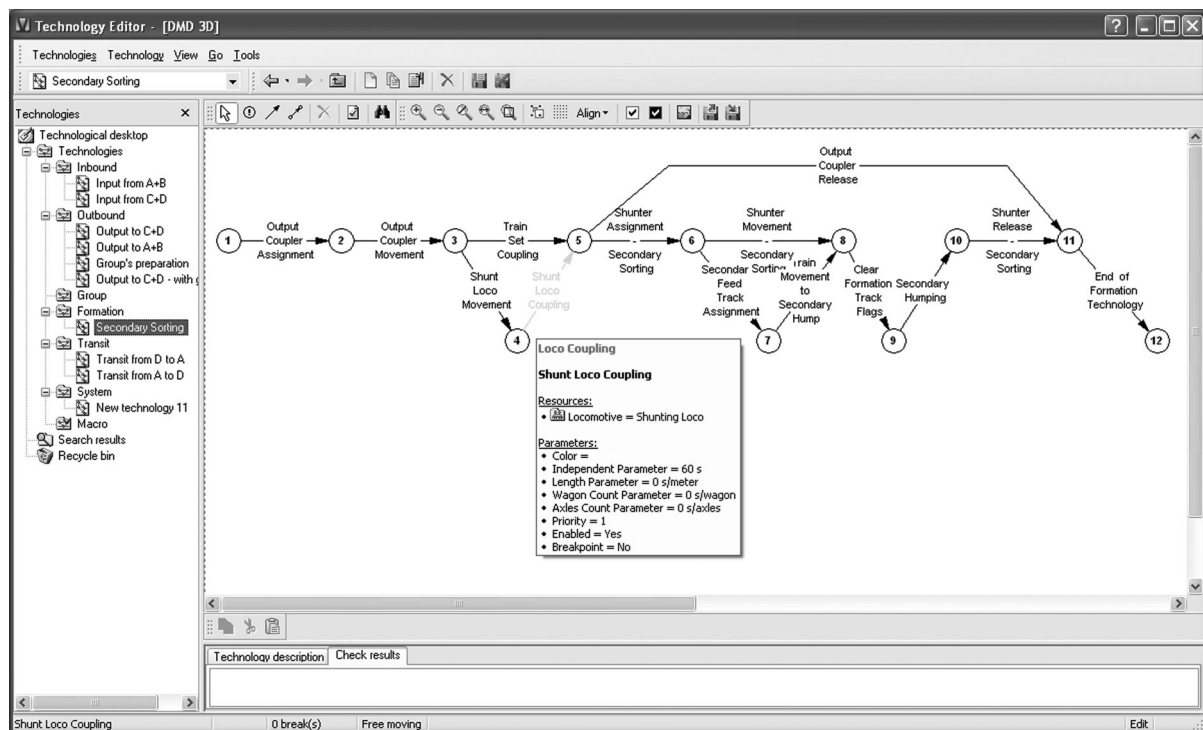 Technology Editor - [DMD 3D]
Technologies Technology View Go Tools
Secondary Sorting
Technologies
Align
Technological desktop
Technologies
Inbound
Input from A+B
Input from C+D
Outbound
Output to C+D
Output to A+B
Group's preparation
Output to C+D - with g
Group
Formation
Secondary Sorting
Transit
Transit from D to A
Transit from A to D
System
New technology 11
Macro
Search results
Recycle bin
Output
Coupler
Release
1
Output
Coupler
Assignment
2
Output
Coupler
Movement
3
Train
Set
Coupling
5
Shunter
Assignment
-
Secondary
Sorting
6
Shunter
Movement
-
Secondary
Sorting
8
10
Shunter
Release
-
Secondary
Sorting
11
Shunt
Loco
Movement
Shunt
Loco
Coupling
4
Secondar
Feed
Track
Assignment
7
Train
Movement
to
Secondary
Hump
Clear
Formation
Track
Flags
9
Secondary
Humping
End of
Formation
Technology
12
Loco Coupling
Shunt Loco Coupling
Resources:
• Locomotive = Shunting Loco
Parameters:
• Color =
• Independent Parameter = 60 s
• Length Parameter = 0 s/meter
• Wagon Count Parameter = 0 s/wagon
• Axles Count Parameter = 0 s/axles
• Priority = 1
• Enabled = Yes
• Breakpoint = No
Technology description Check results
Shunt Loco Coupling 0 break(s) Free moving Edit